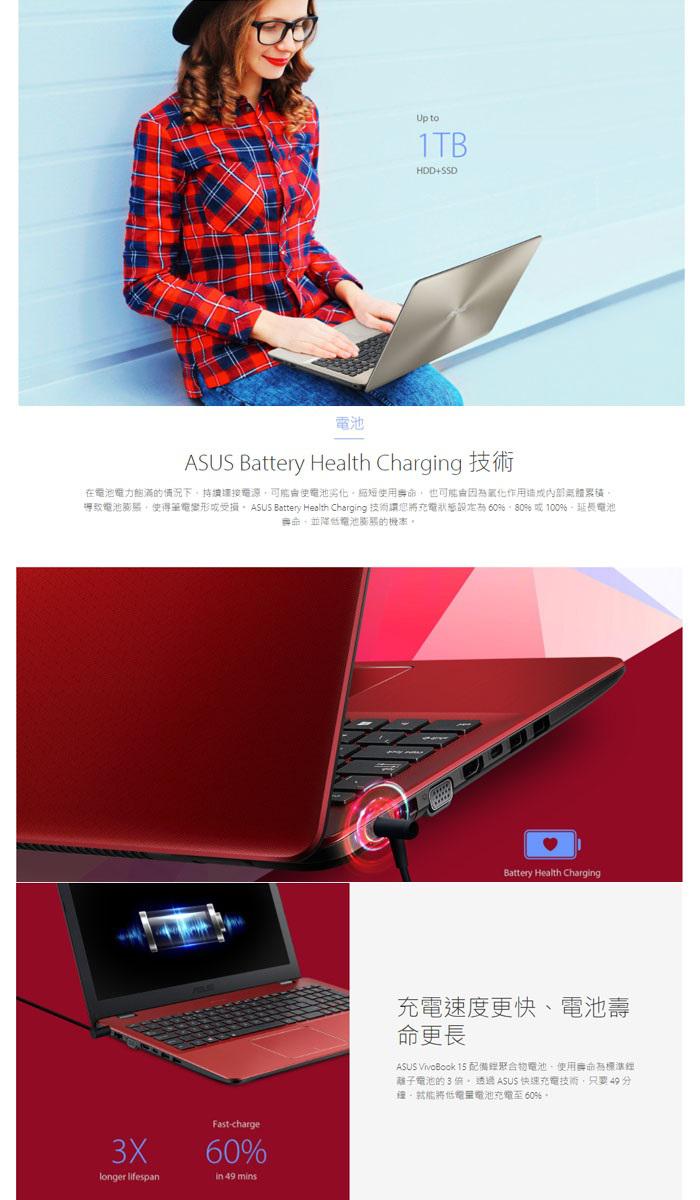 Up to
1TB
HDD+SSD
電池
ASUS Battery Health Charging 技術
在電池電力飽滿的情況下，持續連接電源，可能會使電池劣化，縮短使用壽命， 也可能會因為氧化作用造成內部氣體累積，
導致電池膨脹，使得筆電變形或受損。 ASUS Battery Health Charging 技術讓您將充電狀態設定為 60%、80% 或 100%，延長電池
壽命，並降低電池膨脹的機率。
Battery Health Charging
ASUS
充電速度更快、電池壽
命更長
ASUS VivoBook 15 配備鋰聚合物電池，使用壽命為標準鋰
離子電池的 3 倍。 透過 ASUS 快速充電技術，只要 49 分
鐘，就能將低電量電池充電至 60%。
Fast-charge
3X
60%
longer lifespan
in 49 mins